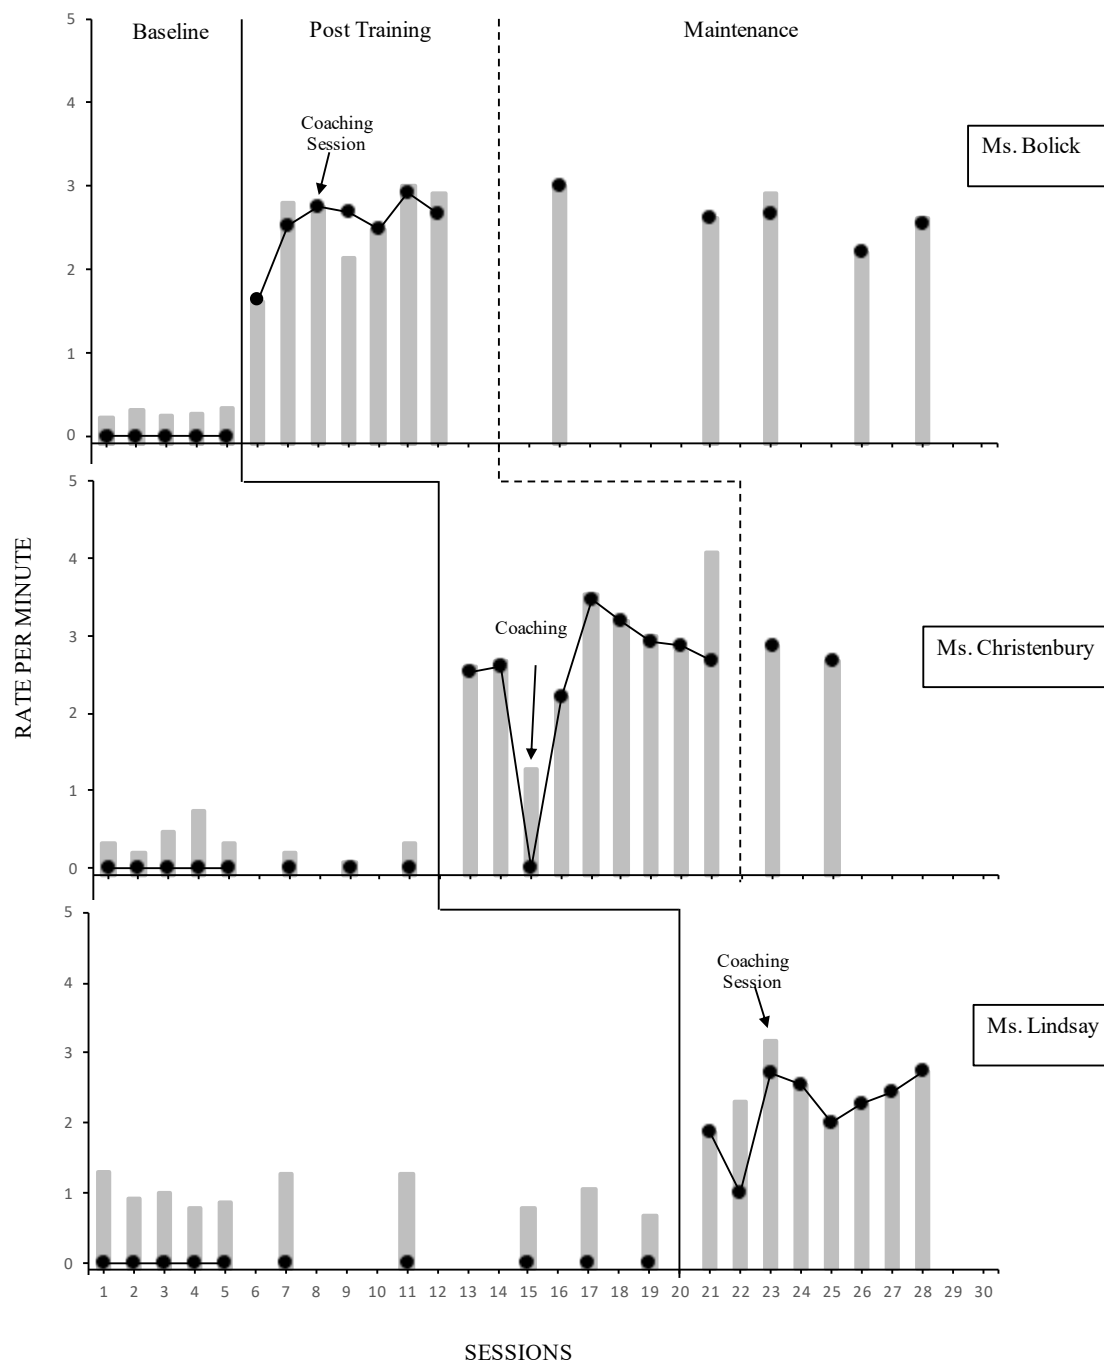 Baseline
Post Training
Maintenance
5
4
3
2
1
0
Coaching
Session
Ms. Bolick
RATE PER MINUTE
5
4
3
2
1
0
Coaching
Ms. Christenbury
5
4
3
2
1
0
Coaching
Session
Ms. Lindsay
1 2 3 4 5 6 7 8 9 10 11 12 13 14 15 16 17 18 19 20 21 22 23 24 25 26 27 28 29 30
SESSIONS